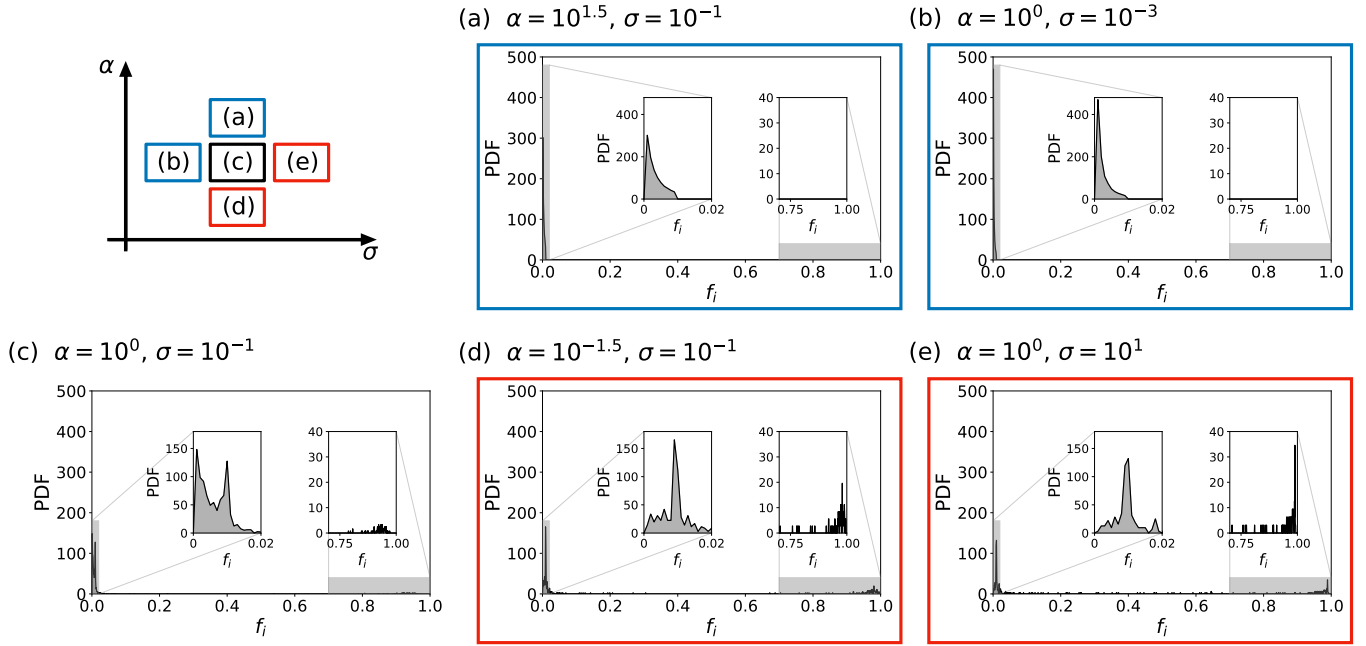 α
(a)
(b) (c) (e)
(d)
σ
(a) α = 10^1.5, σ = 10^−1
500
400
300
200
100
0
PDF
0.0 0.2 0.4 0.6 0.8 1.0
f_i
400
200
0
PDF
0 0.02
f_i
40
30
20
10
0
0.75 1.00
f_i
(b) α = 10^0, σ = 10^−3
500
400
300
200
100
0
PDF
0.0 0.2 0.4 0.6 0.8 1.0
f_i
400
200
0
PDF
0 0.02
f_i
40
30
20
10
0
0.75 1.00
f_i
(c) α = 10^0, σ = 10^−1
500
400
300
200
100
0
PDF
0.0 0.2 0.4 0.6 0.8 1.0
f_i
150
100
50
0
PDF
0 0.02
f_i
40
30
20
10
0
0.75 1.00
f_i
(d) α = 10^−1.5, σ = 10^−1
500
400
300
200
100
0
PDF
0.0 0.2 0.4 0.6 0.8 1.0
f_i
150
100
50
0
PDF
0 0.02
f_i
40
30
20
10
0
0.75 1.00
f_i
(e) α = 10^0, σ = 10^1
500
400
300
200
100
0
PDF
0.0 0.2 0.4 0.6 0.8 1.0
f_i
150
100
50
0
PDF
0 0.02
f_i
40
30
20
10
0
0.75 1.00
f_i